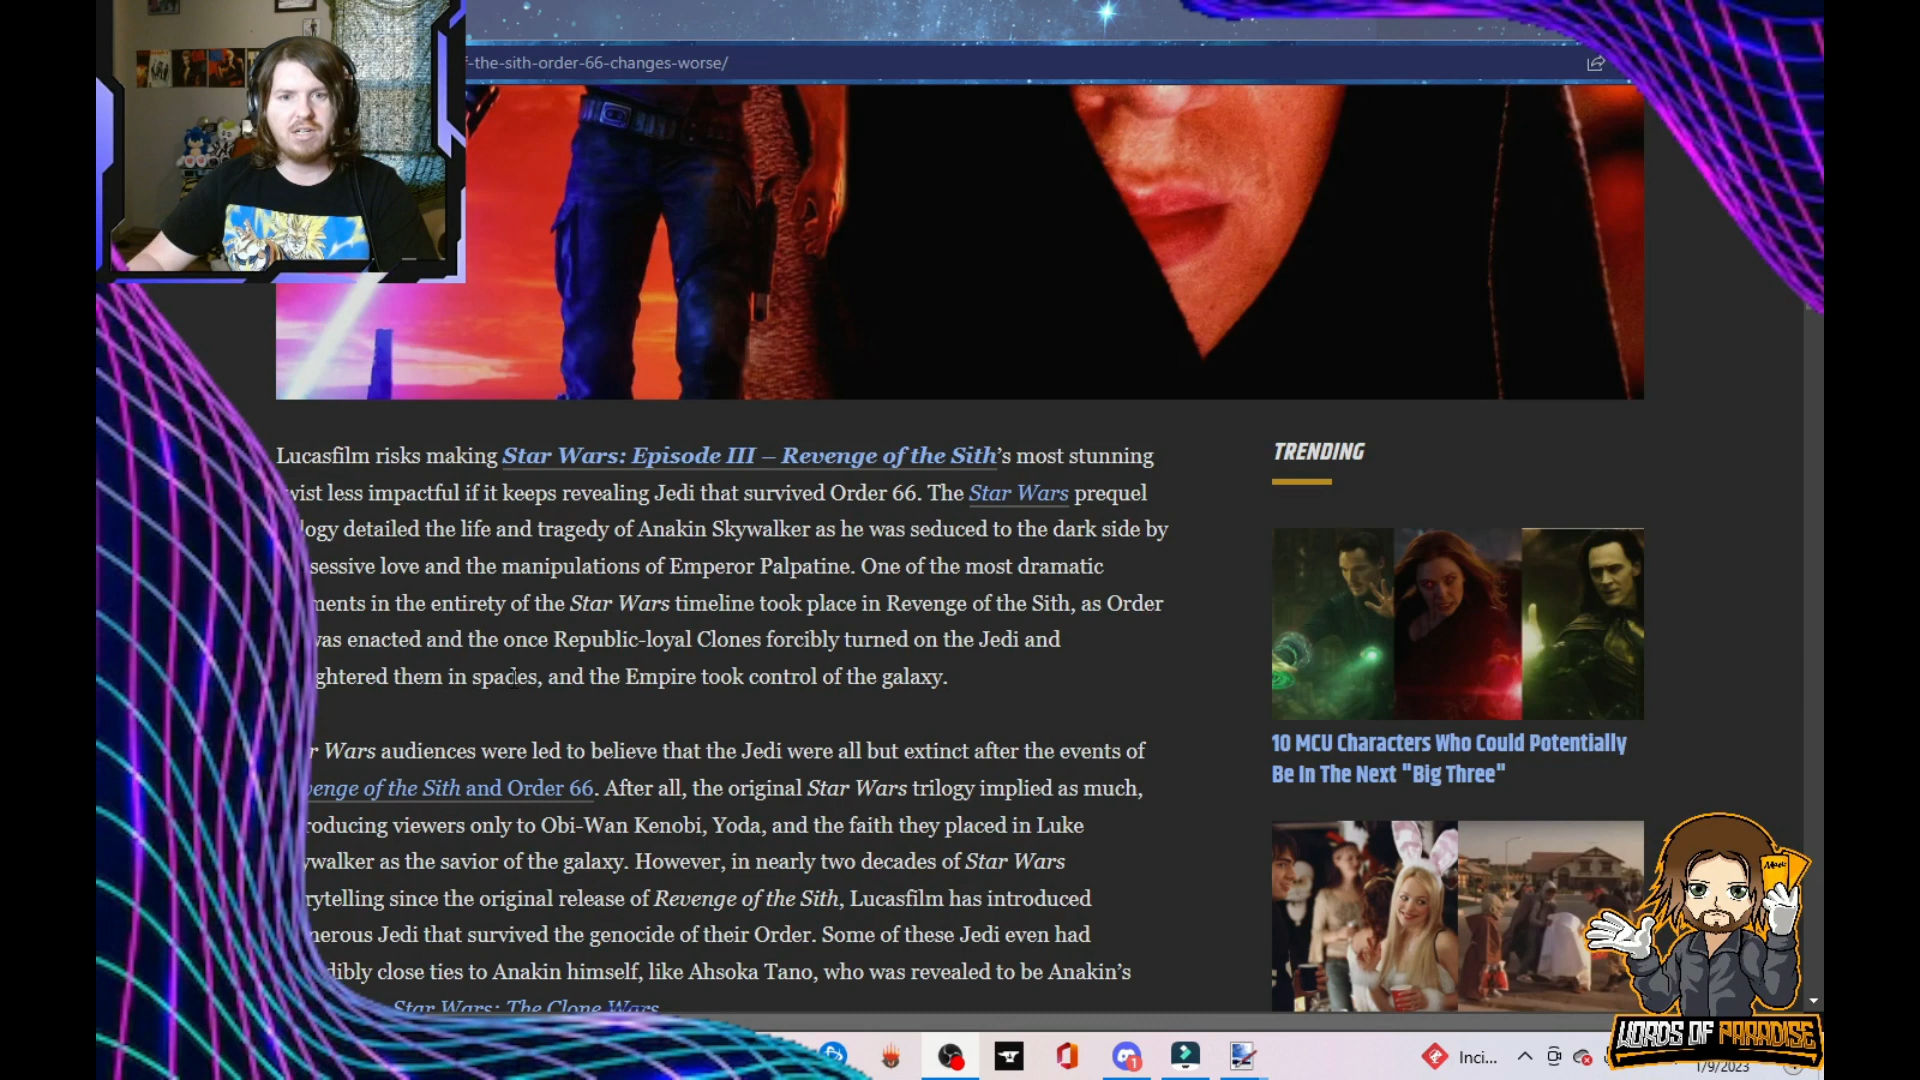 f-the-sith-order-66-changes-worse/
Lucasfilm risks making Star Wars: Episode III – Revenge of the Sith's most stunning
wist less impactful if it keeps revealing Jedi that survived Order 66. The Star Wars prequel
ogy detailed the life and tragedy of Anakin Skywalker as he was seduced to the dark side by
sessive love and the manipulations of Emperor Palpatine. One of the most dramatic
ments in the entirety of the Star Wars timeline took place in Revenge of the Sith, as Order
was enacted and the once Republic-loyal Clones forcibly turned on the Jedi and
ghtered them in spades, and the Empire took control of the galaxy.
r Wars audiences were led to believe that the Jedi were all but extinct after the events of
venge of the Sith and Order 66. After all, the original Star Wars trilogy implied as much,
roducing viewers only to Obi-Wan Kenobi, Yoda, and the faith they placed in Luke
ywalker as the savior of the galaxy. However, in nearly two decades of Star Wars
rytelling since the original release of Revenge of the Sith, Lucasfilm has introduced
nerous Jedi that survived the genocide of their Order. Some of these Jedi even had
dibly close ties to Anakin himself, like Ahsoka Tano, who was revealed to be Anakin's
Star Wars: The Clone Wars
TRENDING
10 MCU Characters Who Could Potentially
Be In The Next "Big Three"
WORDS OF PARADISE
Inci...
1/9/2023